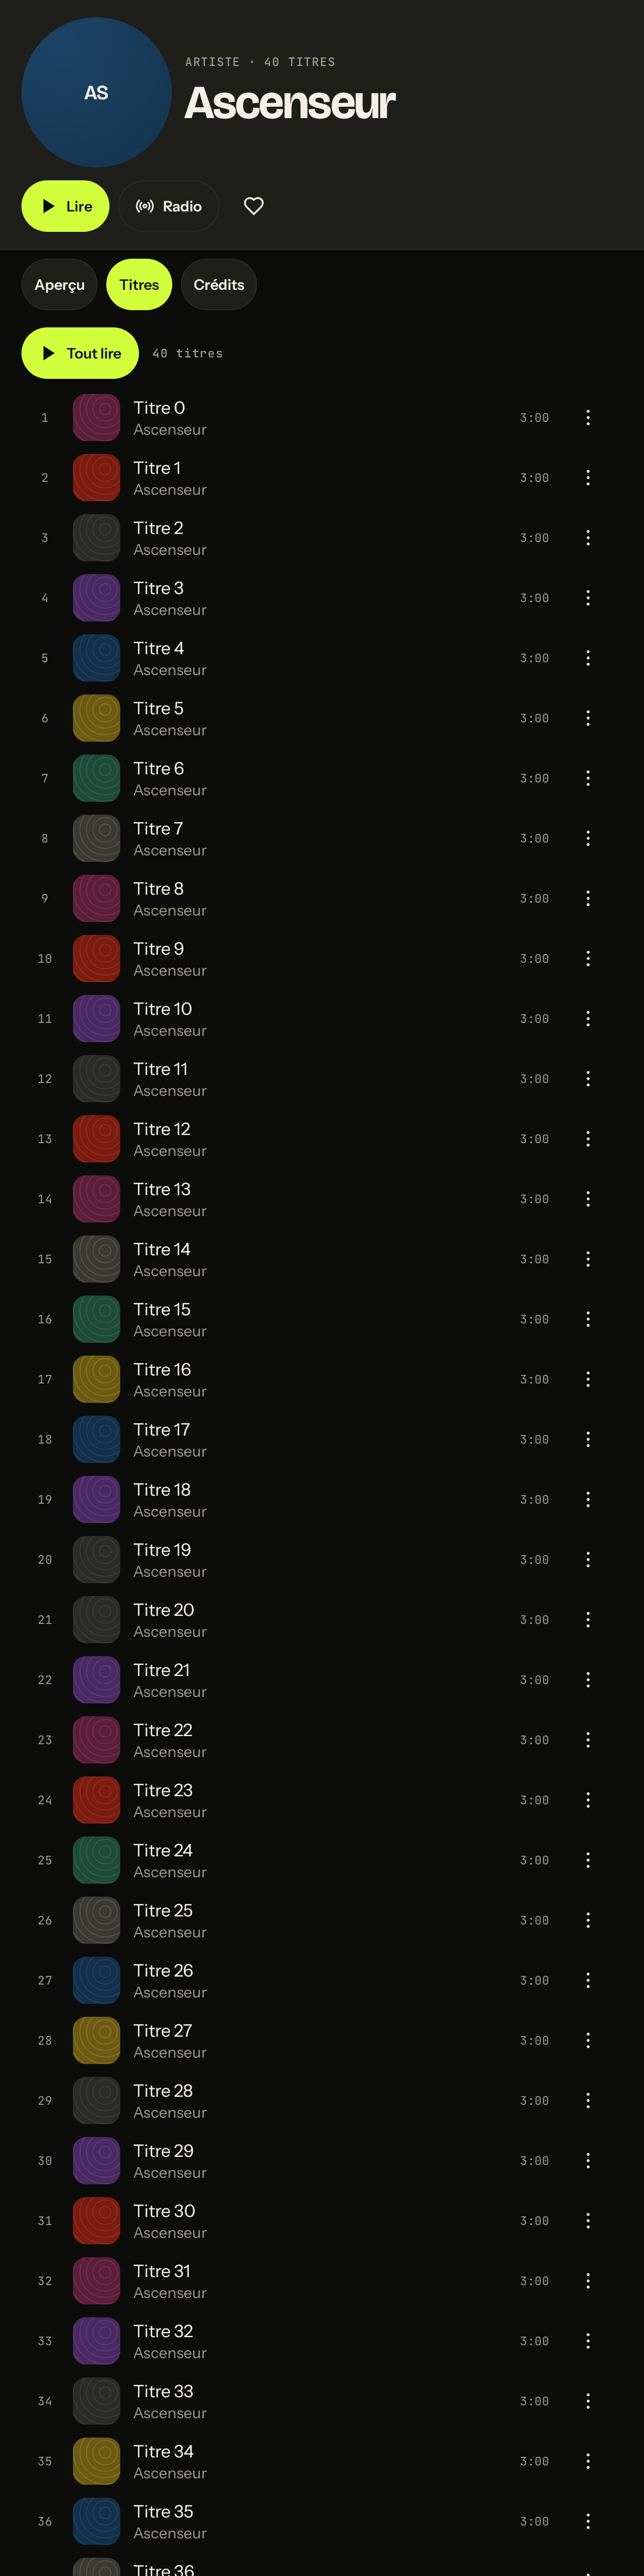 AS
ARTISTE · 40 TITRES
Ascenseur
Lire
Radio
Aperçu
Titres
Crédits
Tout lire
40 titres
1 Titre 0 3:00
Ascenseur
2 Titre 1 3:00
Ascenseur
3 Titre 2 3:00
Ascenseur
4 Titre 3 3:00
Ascenseur
5 Titre 4 3:00
Ascenseur
6 Titre 5 3:00
Ascenseur
7 Titre 6 3:00
Ascenseur
8 Titre 7 3:00
Ascenseur
9 Titre 8 3:00
Ascenseur
10 Titre 9 3:00
Ascenseur
11 Titre 10 3:00
Ascenseur
12 Titre 11 3:00
Ascenseur
13 Titre 12 3:00
Ascenseur
14 Titre 13 3:00
Ascenseur
15 Titre 14 3:00
Ascenseur
16 Titre 15 3:00
Ascenseur
17 Titre 16 3:00
Ascenseur
18 Titre 17 3:00
Ascenseur
19 Titre 18 3:00
Ascenseur
20 Titre 19 3:00
Ascenseur
21 Titre 20 3:00
Ascenseur
22 Titre 21 3:00
Ascenseur
23 Titre 22 3:00
Ascenseur
24 Titre 23 3:00
Ascenseur
25 Titre 24 3:00
Ascenseur
26 Titre 25 3:00
Ascenseur
27 Titre 26 3:00
Ascenseur
28 Titre 27 3:00
Ascenseur
29 Titre 28 3:00
Ascenseur
30 Titre 29 3:00
Ascenseur
31 Titre 30 3:00
Ascenseur
32 Titre 31 3:00
Ascenseur
33 Titre 32 3:00
Ascenseur
34 Titre 33 3:00
Ascenseur
35 Titre 34 3:00
Ascenseur
36 Titre 35 3:00
Ascenseur
Titre 36